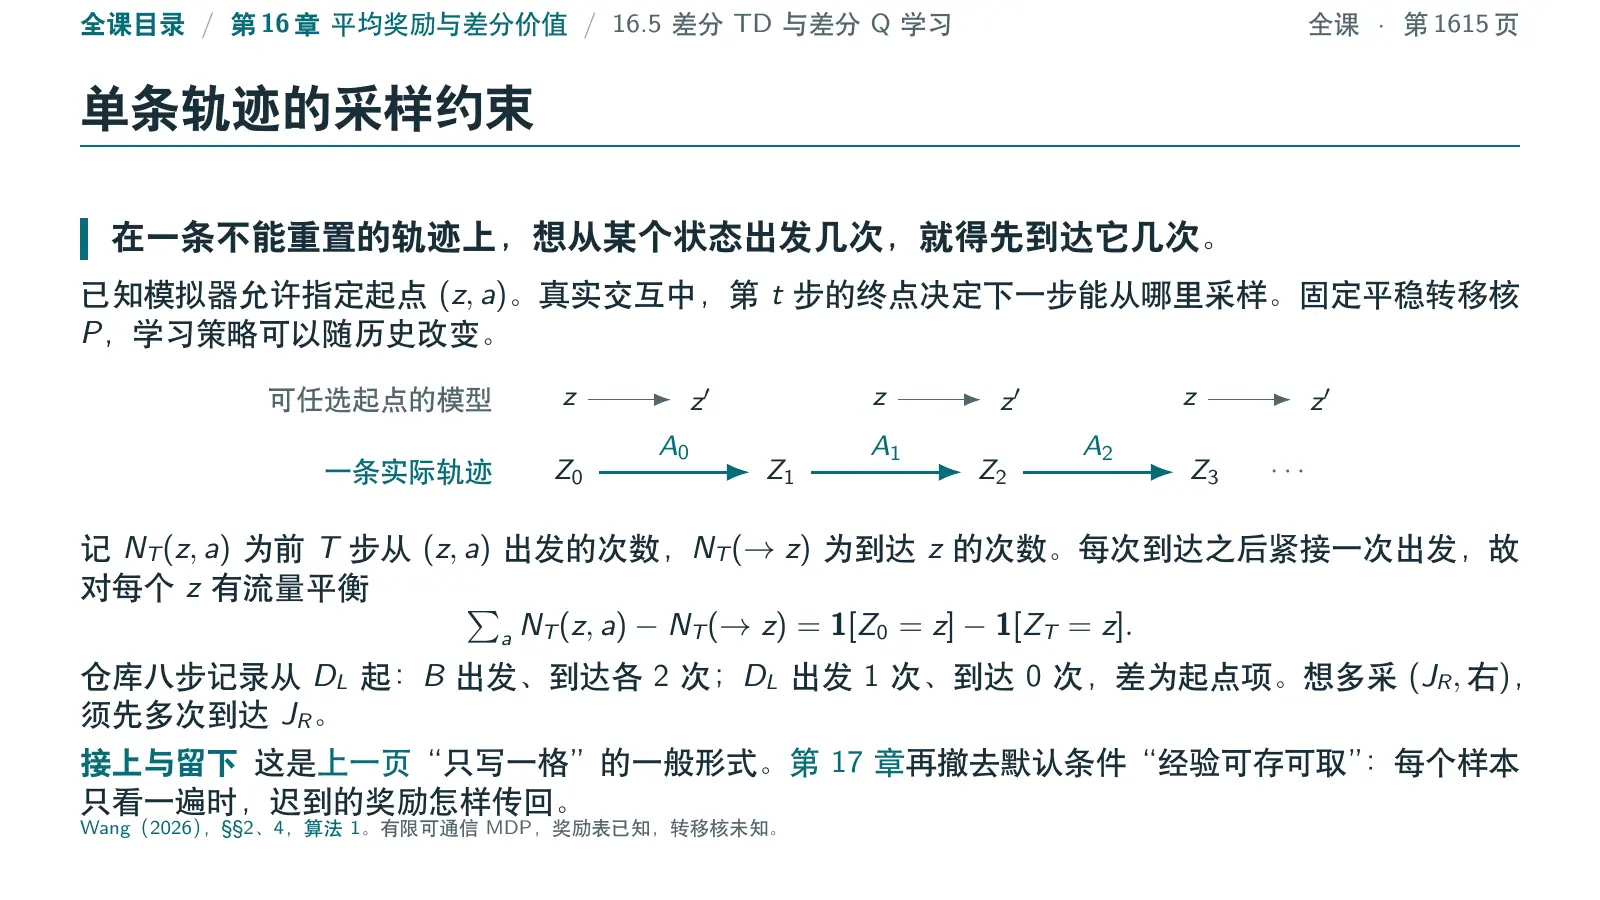 全课目录 / 第 16 章 平均奖励与差分价值 / 16.5 差分 TD 与差分 Q 学习
全课 · 第 1615 页
单条轨迹的采样约束
在一条不能重置的轨迹上，想从某个状态出发几次，就得先到达它几次。
已知模拟器允许指定起点 (z, a)。真实交互中，第 t 步的终点决定下一步能从哪里采样。固定平稳转移核
P，学习策略可以随历史改变。
可任选起点的模型 z ⟶ z′ z ⟶ z′ z ⟶ z′
A₀ A₁ A₂
一条实际轨迹 Z₀ ⟶ Z₁ ⟶ Z₂ ⟶ Z₃ ···
记 N_T(z, a) 为前 T 步从 (z, a) 出发的次数，N_T(→ z) 为到达 z 的次数。每次到达之后紧接一次出发，故
对每个 z 有流量平衡
∑_a N_T(z, a) − N_T(→ z) = 𝟏[Z₀ = z] − 𝟏[Z_T = z].
仓库八步记录从 D_L 起：B 出发、到达各 2 次；D_L 出发 1 次、到达 0 次，差为起点项。想多采 (J_R, 右)，
须先多次到达 J_R。
接上与留下 这是上一页“只写一格”的一般形式。第 17 章再撤去默认条件“经验可存可取”：每个样本
只看一遍时，迟到的奖励怎样传回。
Wang (2026)，§§2、4，算法 1。有限可通信 MDP，奖励表已知，转移核未知。